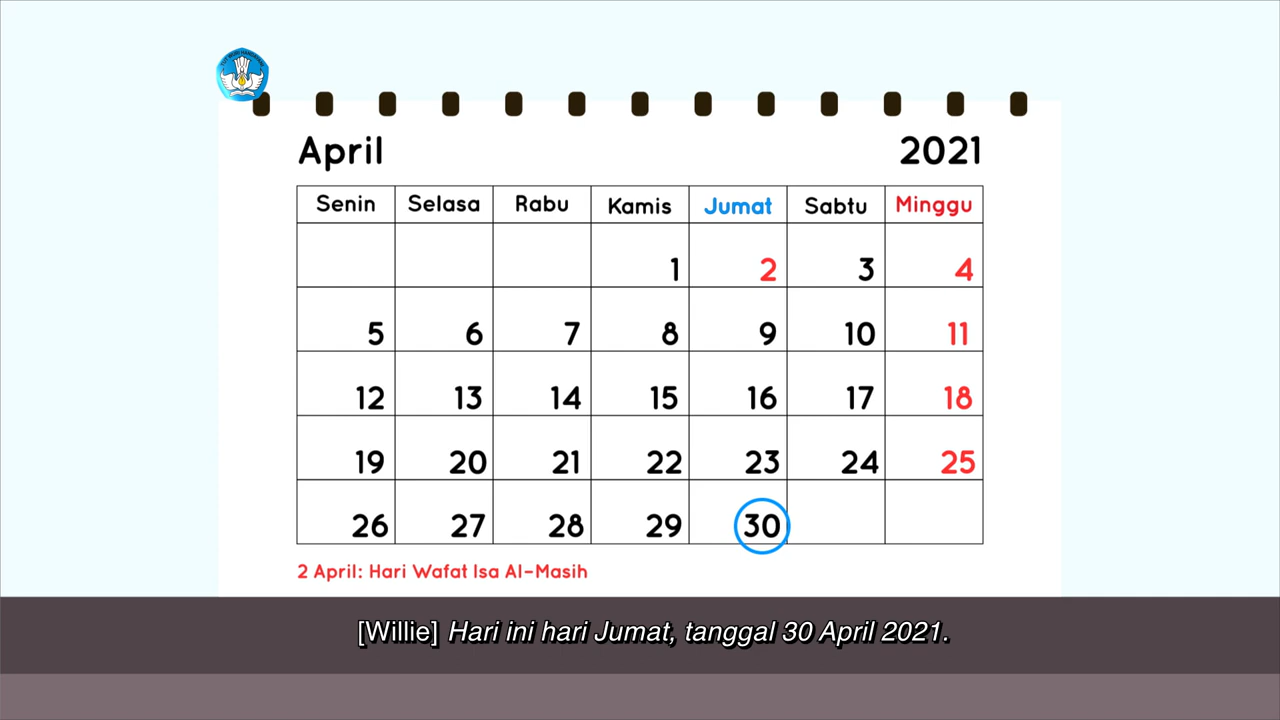 April 2021
Senin Selasa Rabu Kamis Jumat Sabtu Minggu
1 2 3 4
5 6 7 8 9 10 11
12 13 14 15 16 17 18
19 20 21 22 23 24 25
26 27 28 29 30
2 April: Hari Wafat Isa Al-Masih
[Willie] Hari ini hari Jumat, tanggal 30 April 2021.